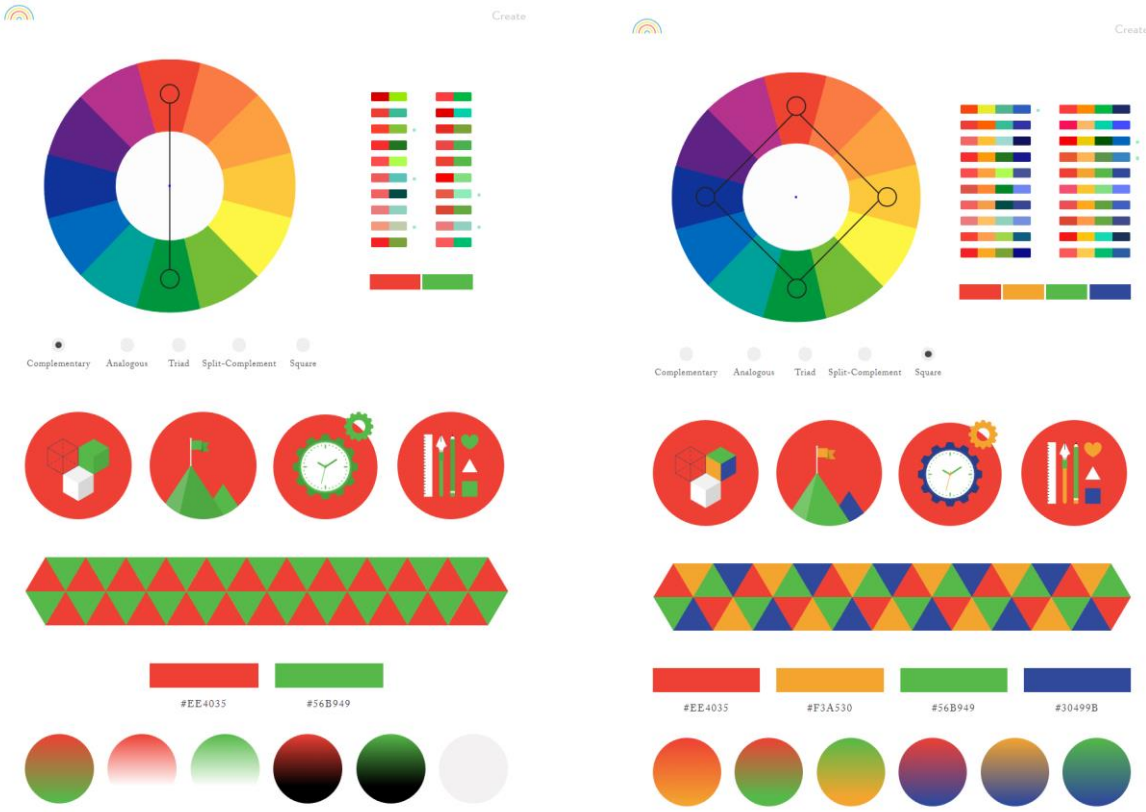 Create
Complementary Analogous Triad Split-Complement Square
#EE4035 #56B949
Create
Complementary Analogous Triad Split-Complement Square
#EE4035 #F3A530 #56B949 #30499B